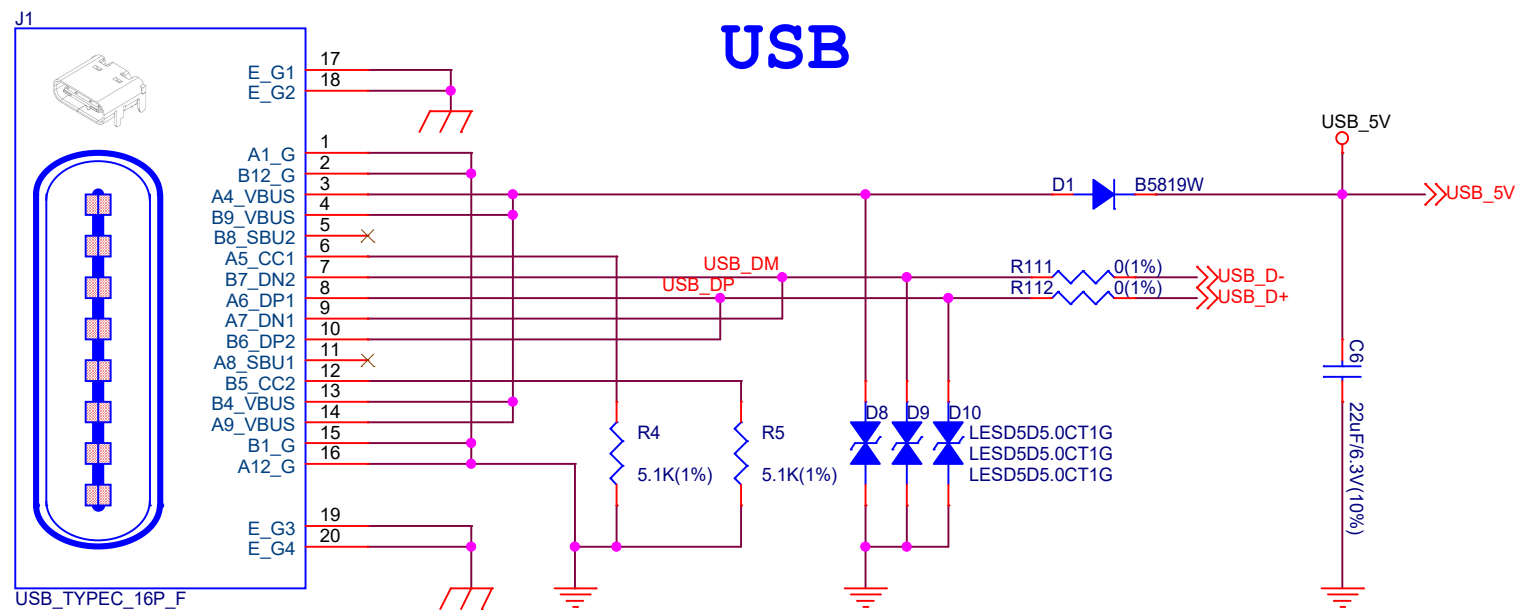 USB
J1
E_G1 17
E_G2 18
A1_G 1
B12_G 2
A4_VBUS 3
B9_VBUS 4
B8_SBU2 5
A5_CC1 6
B7_DN2 7
A6_DP1 8
A7_DN1 9
B6_DP2 10
A8_SBU1 11
B5_CC2 12
B4_VBUS 13
A9_VBUS 14
B1_G 15
A12_G 16
E_G3 19
E_G4 20
USB_TYPEC_16P_F
USB_DM
USB_DP
R4
5.1K(1%)
R5
5.1K(1%)
D8
D9
D10
LESD5D5.0CT1G
LESD5D5.0CT1G
LESD5D5.0CT1G
D1
B5819W
R111 0(1%)
R112 0(1%)
USB_D-
USB_D+
USB_5V
USB_5V
C6
22uF/6.3V(10%)